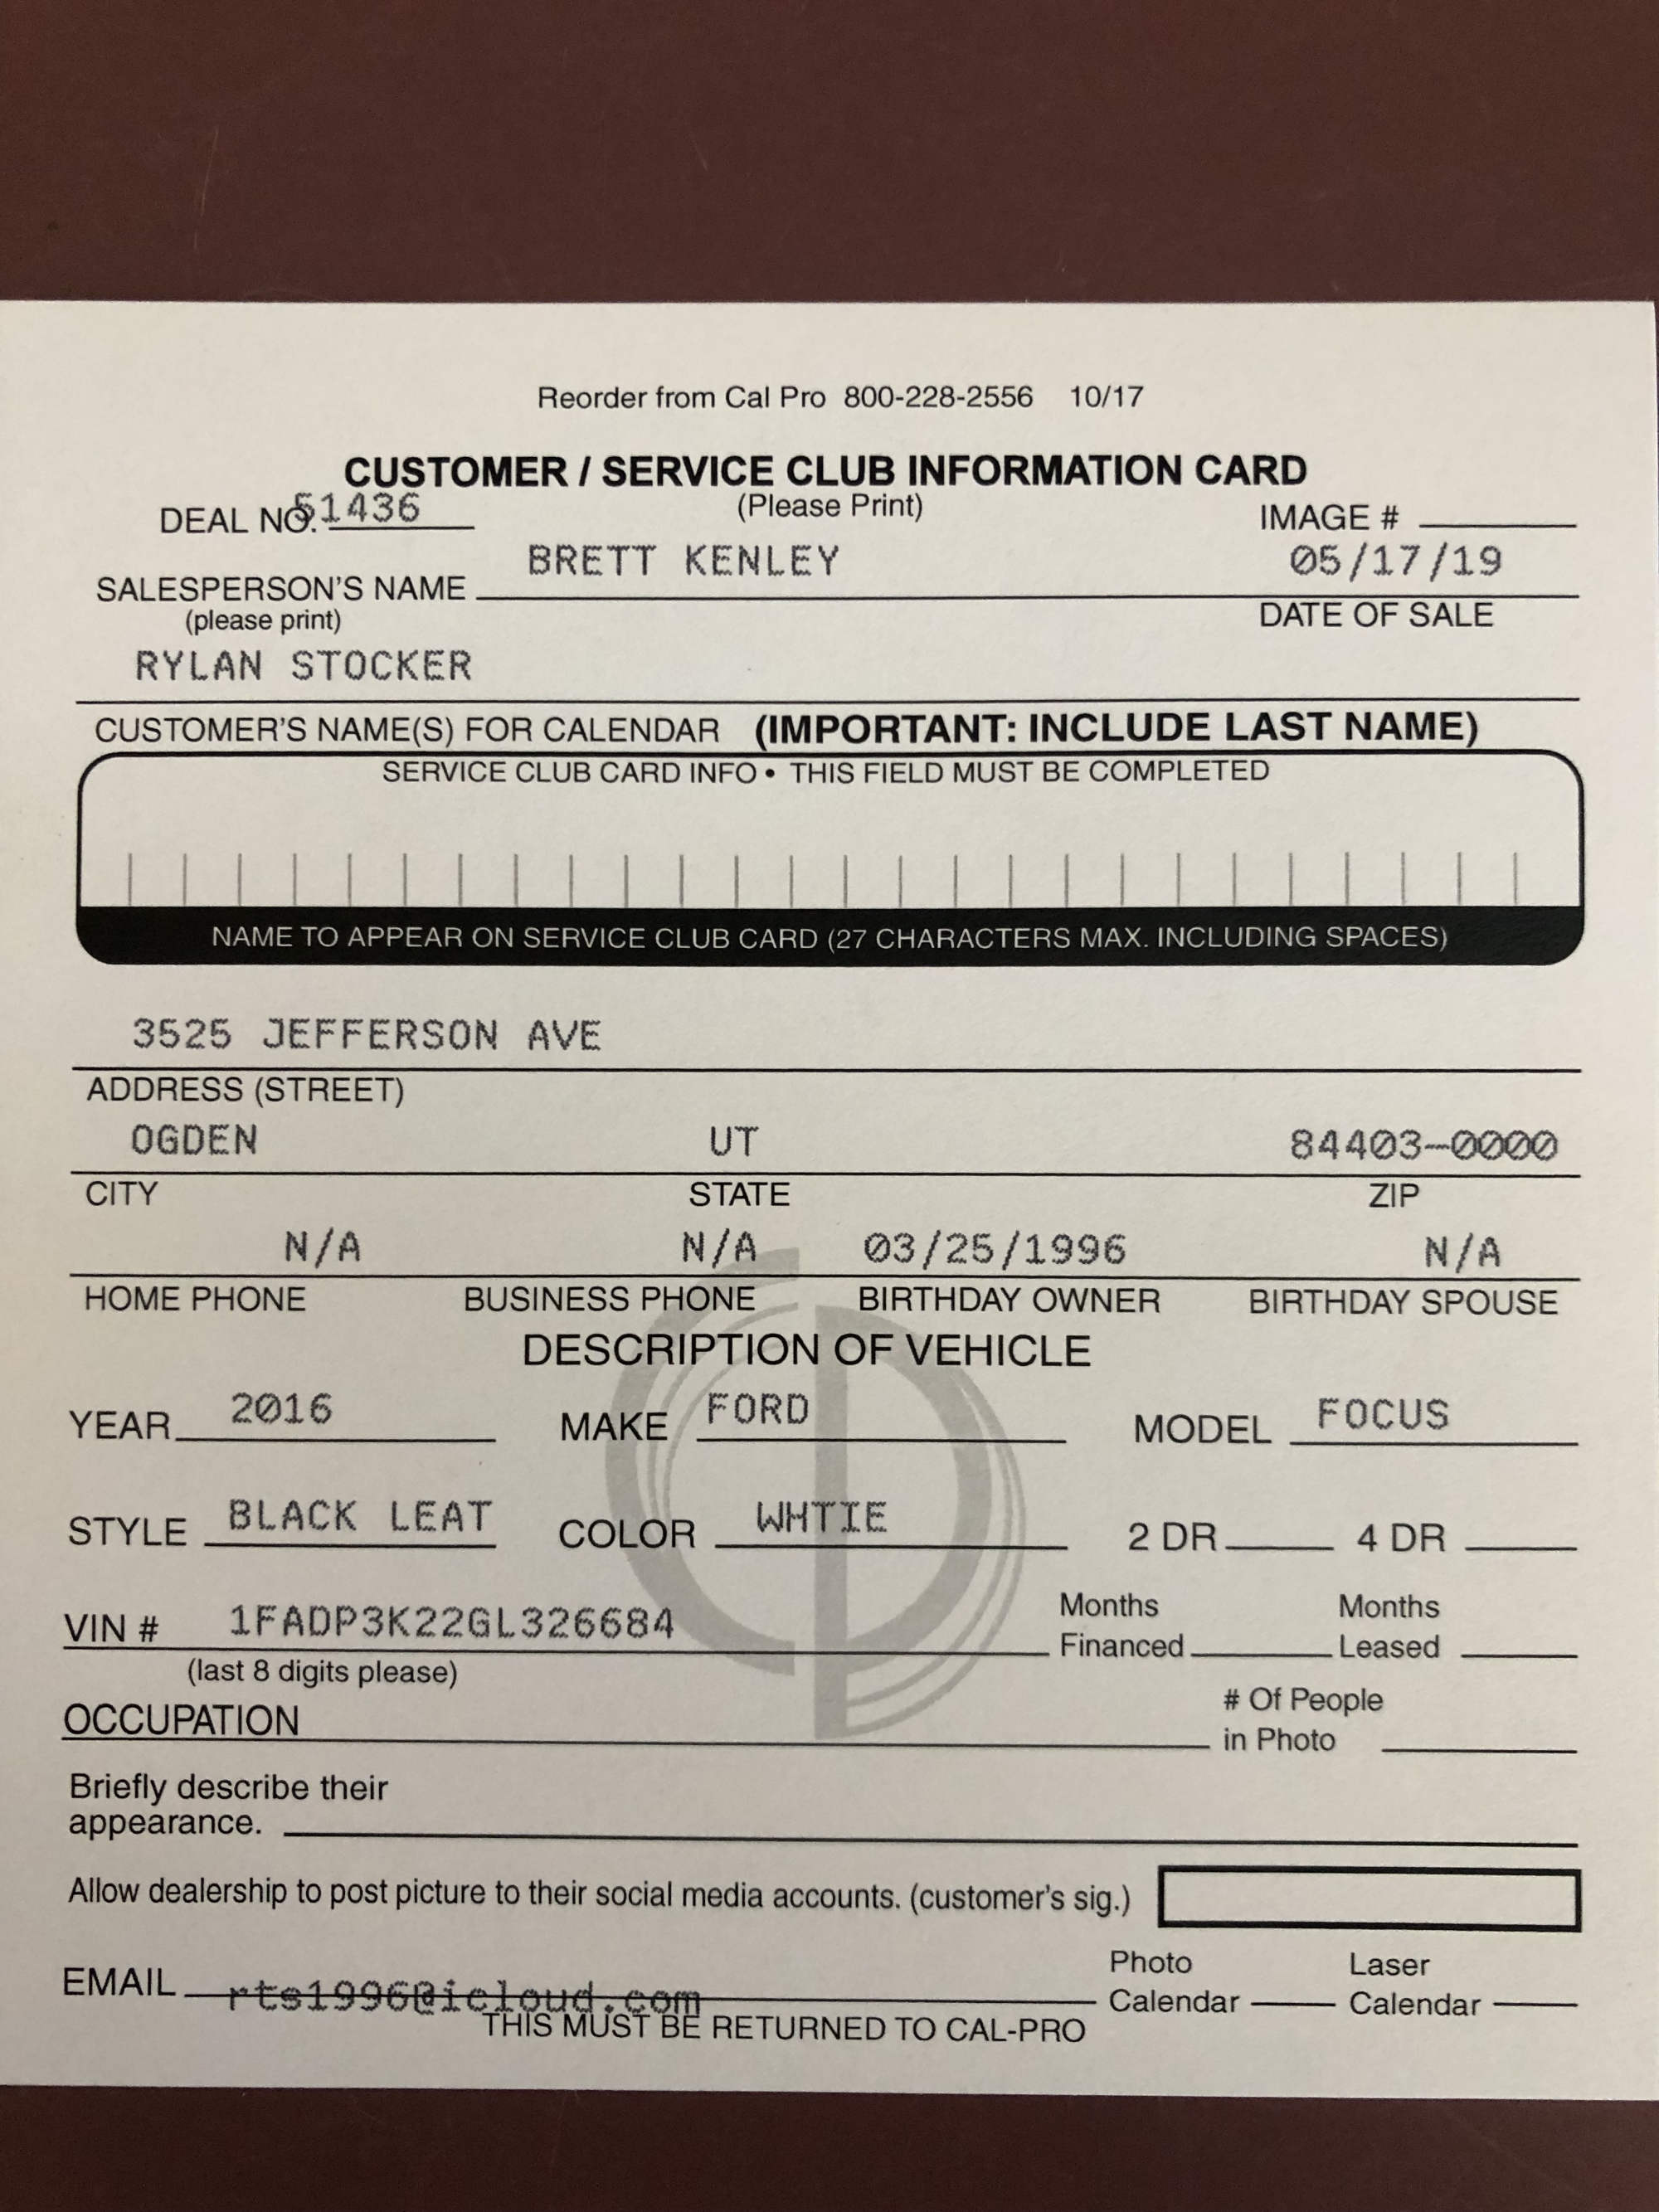 Reorder from Cal Pro 800-228-2556 10/17
CUSTOMER / SERVICE CLUB INFORMATION CARD
DEAL NO. 51436 (Please Print) IMAGE #
SALESPERSON'S NAME BRETT KENLEY 05/17/19
(please print) DATE OF SALE
RYLAN STOCKER
CUSTOMER'S NAME(S) FOR CALENDAR (IMPORTANT: INCLUDE LAST NAME)
SERVICE CLUB CARD INFO • THIS FIELD MUST BE COMPLETED
NAME TO APPEAR ON SERVICE CLUB CARD (27 CHARACTERS MAX. INCLUDING SPACES)
3525 JEFFERSON AVE
ADDRESS (STREET)
OGDEN UT 84403-0000
CITY STATE ZIP
N/A N/A 03/25/1996 N/A
HOME PHONE BUSINESS PHONE BIRTHDAY OWNER BIRTHDAY SPOUSE
DESCRIPTION OF VEHICLE
YEAR 2016 MAKE FORD MODEL FOCUS
STYLE BLACK LEAT COLOR WHTIE 2 DR 4 DR
VIN # 1FADP3K22GL326684 Months Financed Months Leased
(last 8 digits please)
OCCUPATION # Of People in Photo
Briefly describe their
appearance.
Allow dealership to post picture to their social media accounts. (customer's sig.)
EMAIL rts1996@icloud.com Photo Calendar Laser Calendar
THIS MUST BE RETURNED TO CAL-PRO